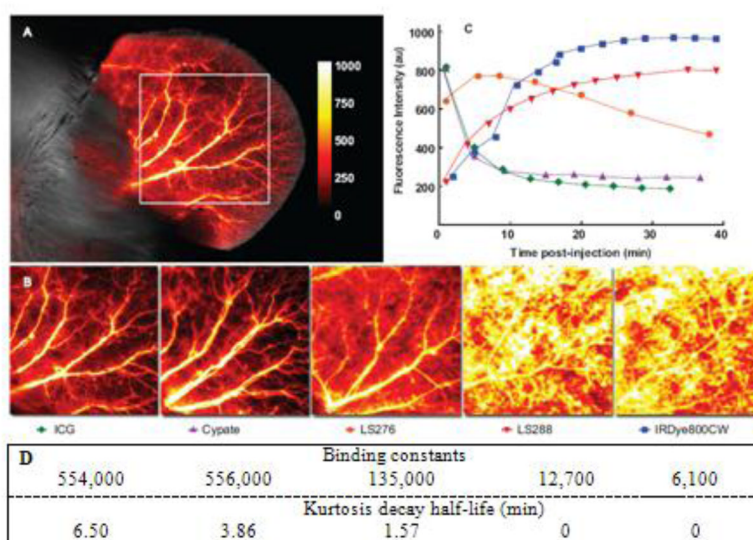 A
1000
750
500
250
0
C
Fluorescence Intensity (au)
1000
800
600
400
200
0 10 20 30 40
Time post-injection (min)
B
ICG Cypate LS276 LS288 IRDye800CW
D Binding constants
554,000 556,000 135,000 12,700 6,100
Kurtosis decay half-life (min)
6.50 3.86 1.57 0 0